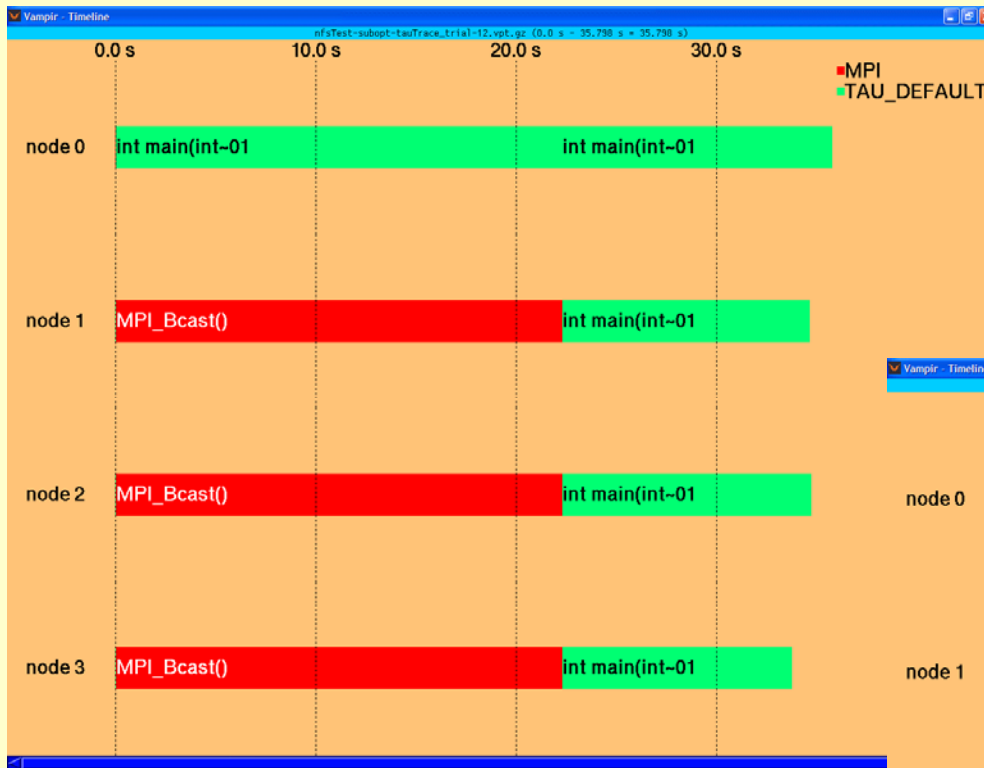 Vampir - Timeline
nfsTest-subopt-tauTrace_trial-12.vpt.gz (0.0 s - 35.798 s = 35.798 s)
0.0 s 10.0 s 20.0 s 30.0 s
MPI
TAU_DEFAULT
node 0 int main(int~01 int main(int~01
node 1 MPI_Bcast() int main(int~01
Vampir - Timeline
node 2 MPI_Bcast() int main(int~01
node 0
node 3 MPI_Bcast() int main(int~01
node 1